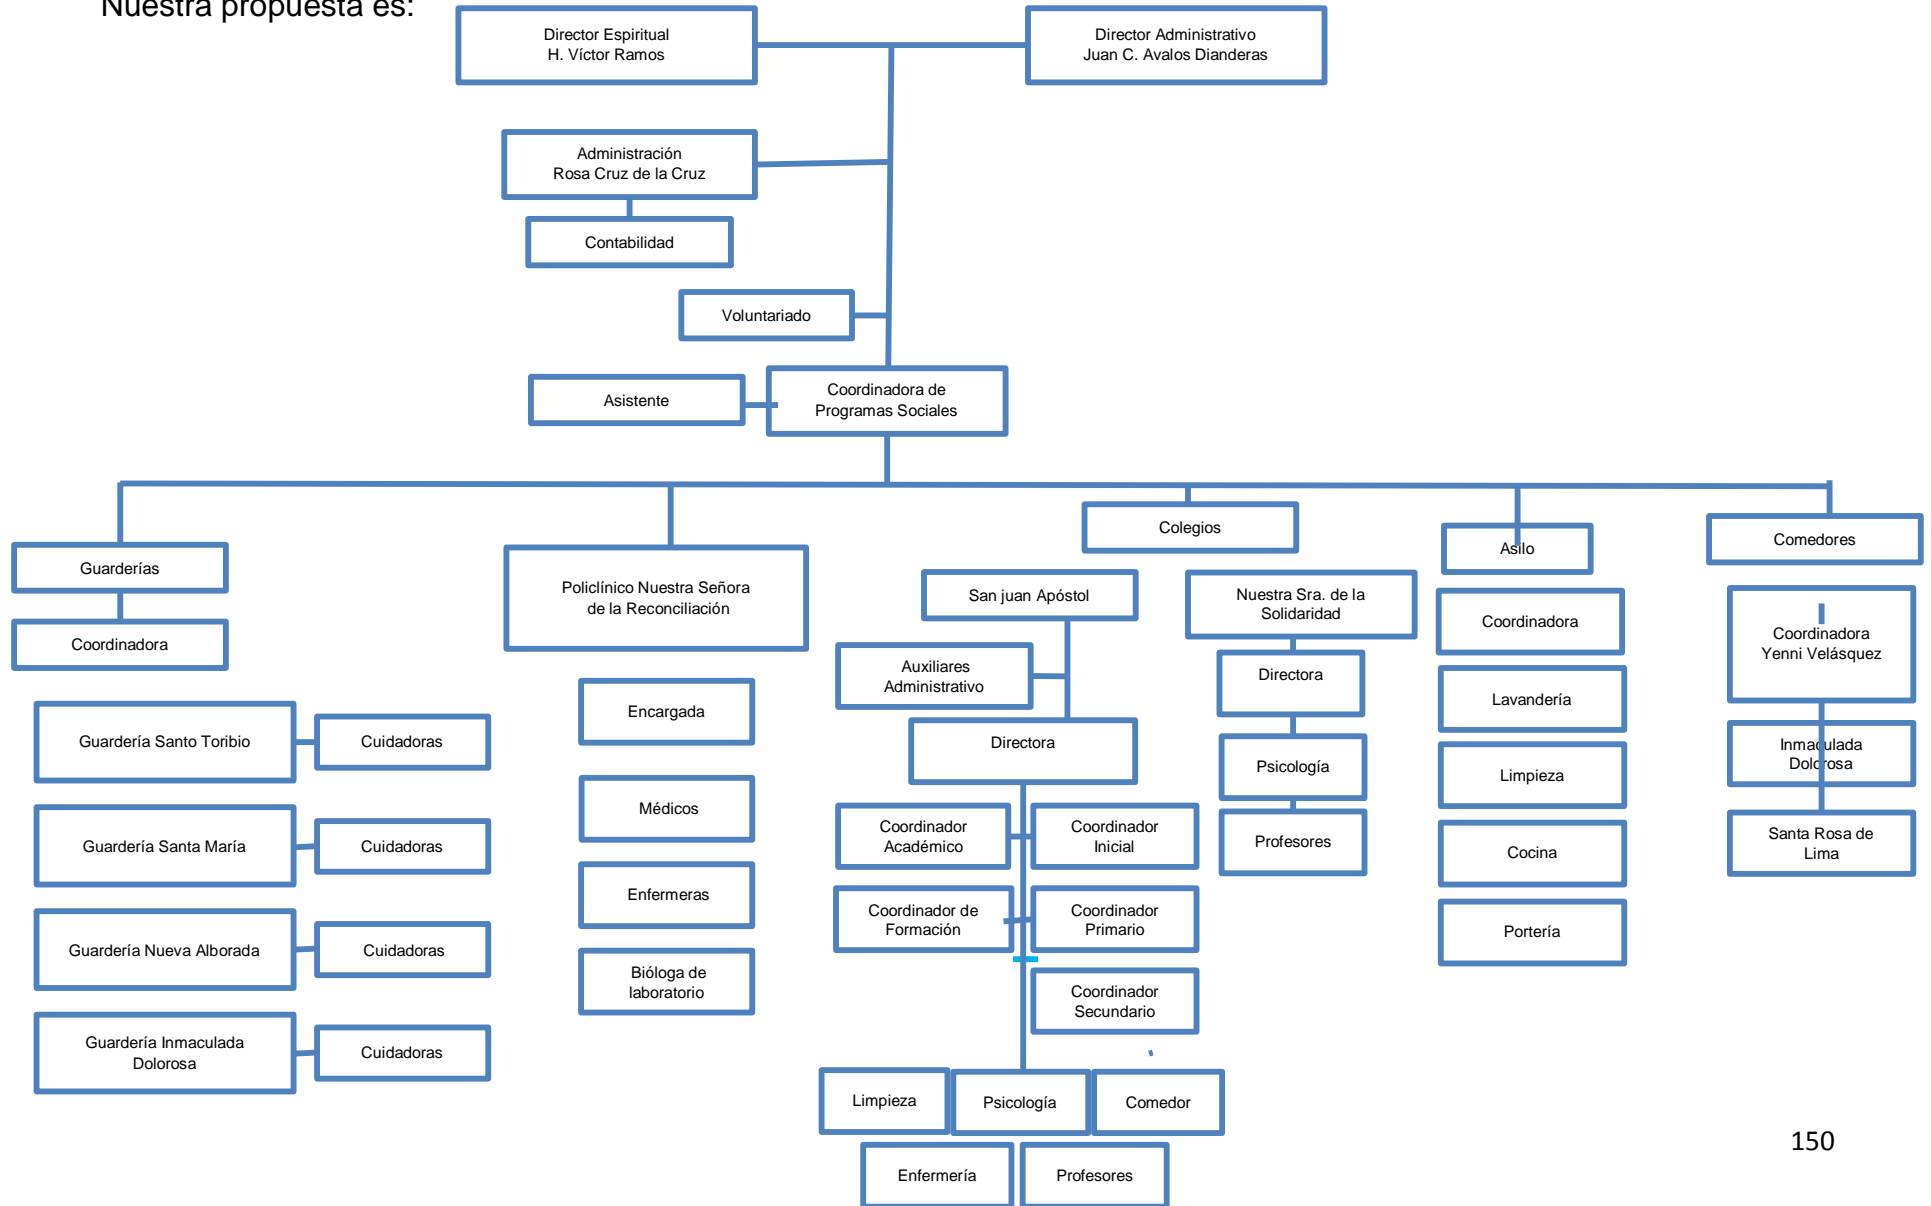 Nuestra propuesta es:
Director Espiritual
H. Víctor Ramos
Director Administrativo
Juan C. Avalos Dianderas
Administración
Rosa Cruz de la Cruz
Contabilidad
Voluntariado
Asistente
Coordinadora de
Programas Sociales
Guarderías
Coordinadora
Guardería Santo Toribio
Cuidadoras
Guardería Santa María
Cuidadoras
Guardería Nueva Alborada
Cuidadoras
Guardería Inmaculada
Dolorosa
Cuidadoras
Policlínico Nuestra Señora
de la Reconciliación
Encargada
Médicos
Enfermeras
Bióloga de
laboratorio
Colegios
San juan Apóstol
Auxiliares
Administrativo
Directora
Coordinador
Académico
Coordinador
Inicial
Coordinador de
Formación
Coordinador
Primario
Coordinador
Secundario
Limpieza
Psicología
Comedor
Enfermería
Profesores
Nuestra Sra. de la
Solidaridad
Directora
Psicología
Profesores
Asilo
Coordinadora
Lavandería
Limpieza
Cocina
Portería
Comedores
Coordinadora
Yenni Velásquez
Inmaculada
Dolorosa
Santa Rosa de
Lima
150